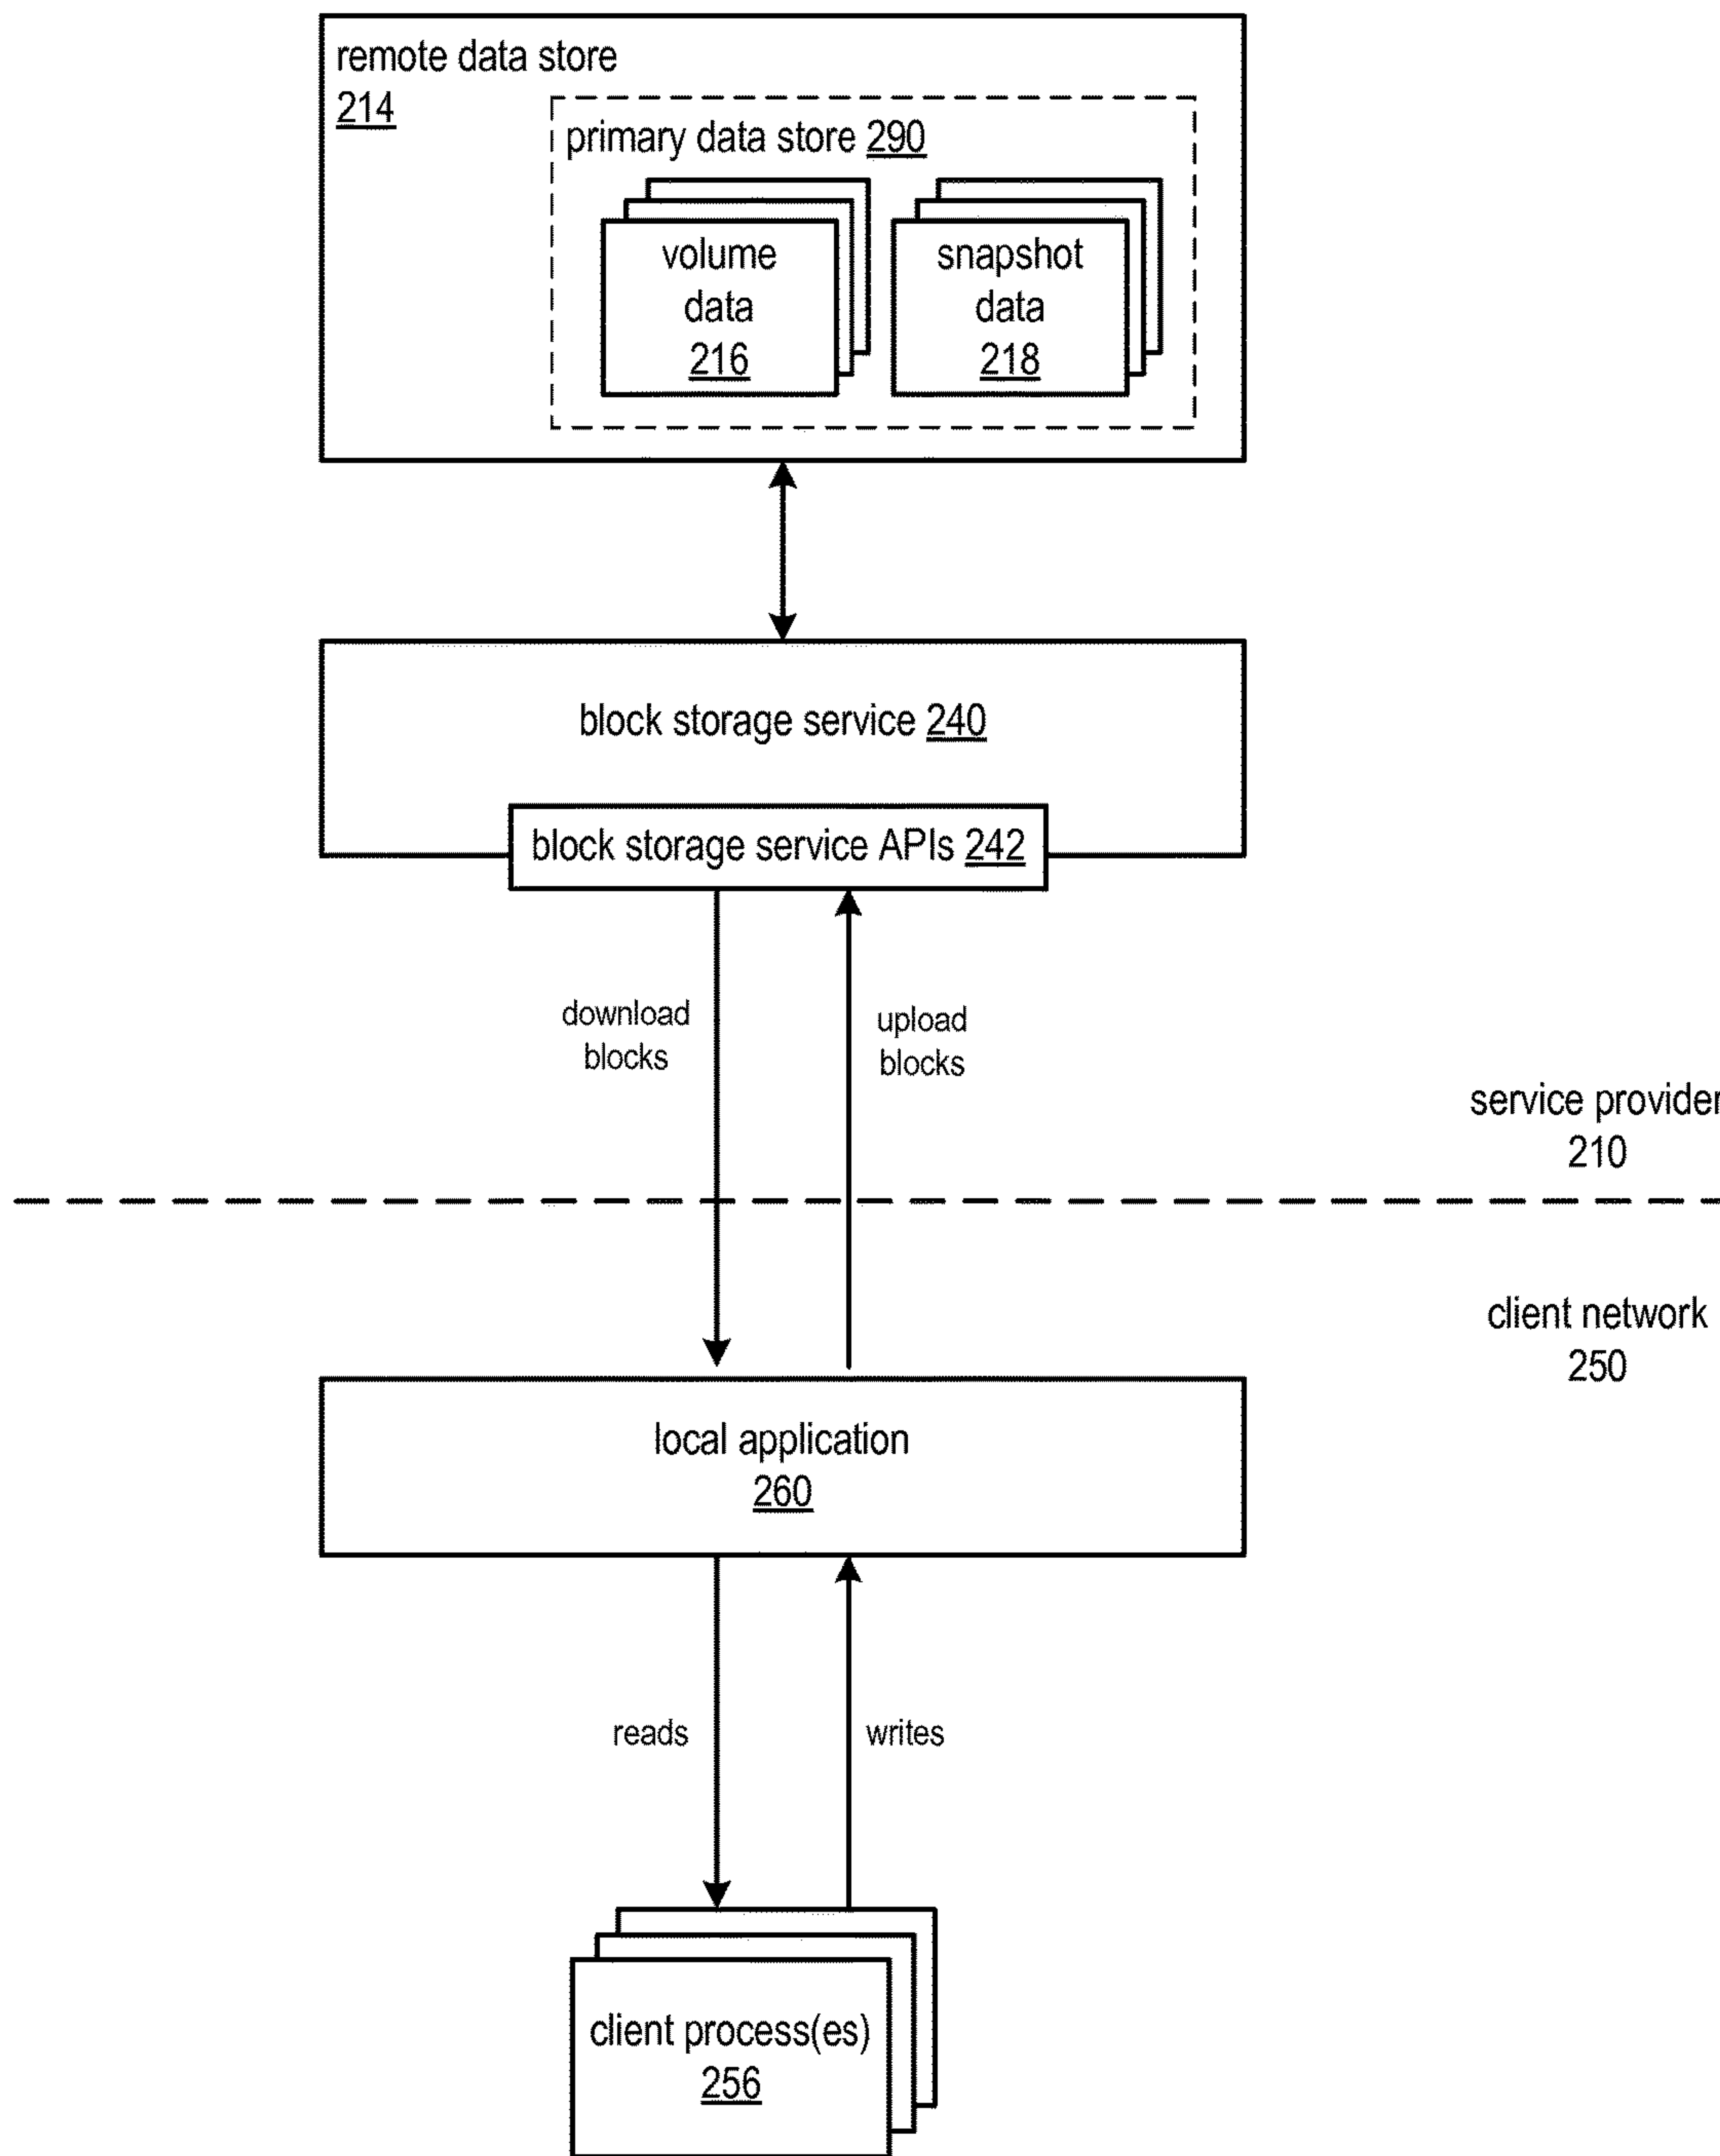 remote data store
214
primary data store 290
volume
data
216
snapshot
data
218
block storage service 240
block storage service APIs 242
download
blocks
upload
blocks
service provider
210
client network
250
local application
260
reads
writes
client process(es)
256